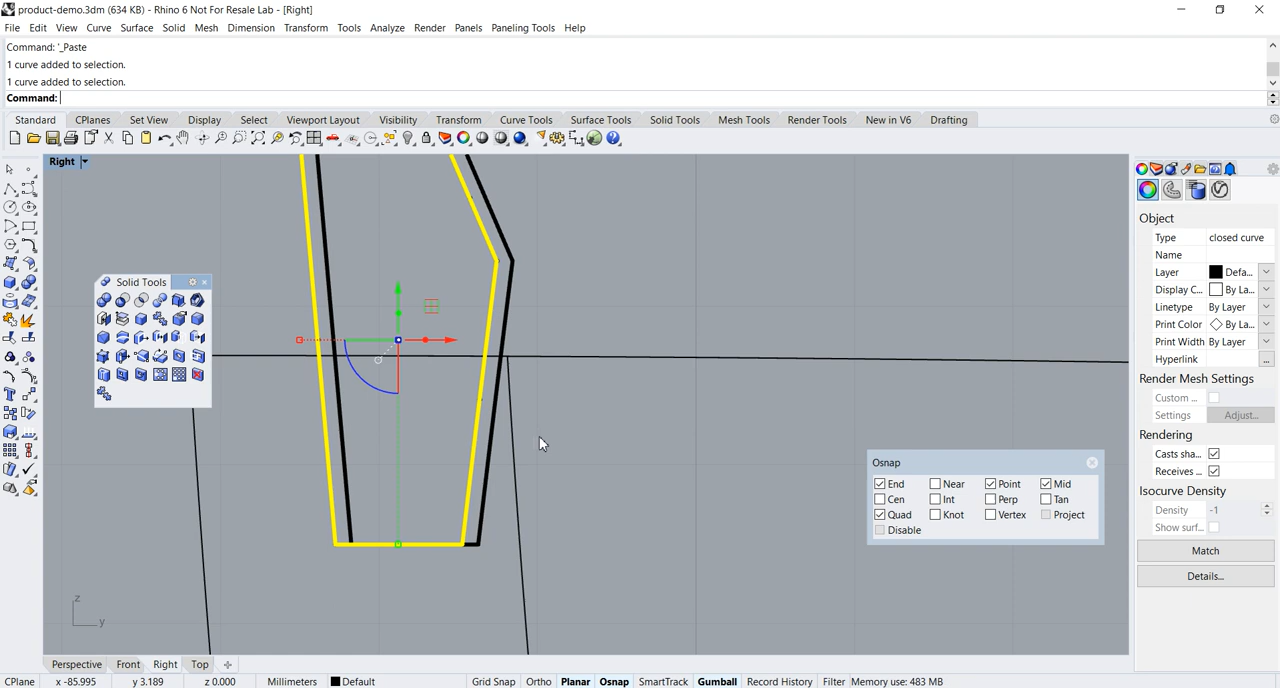 product-demo.3dm (634 KB) - Rhino 6 Not For Resale Lab - [Right]
File Edit View Curve Surface Solid Mesh Dimension Transform Tools Analyze Render Panels Paneling Tools Help
Command: '_Paste
1 curve added to selection.
1 curve added to selection.
Command:
Standard CPlanes Set View Display Select Viewport Layout Visibility Transform Curve Tools Surface Tools Solid Tools Mesh Tools Render Tools New in V6 Drafting
Right
Solid Tools
Object
Type closed curve
Name
Layer Defa...
Display C... By La...
Linetype By Layer
Print Color By La...
Print Width By Layer
Hyperlink ...
Render Mesh Settings
Custom ...
Settings Adjust...
Rendering
Casts sha...
Receives ...
Isocurve Density
Density -1
Show surf...
Match
Details...
Osnap
End Near Point Mid
Cen Int Perp Tan
Quad Knot Vertex Project
Disable
z
y
Perspective Front Right Top
CPlane x -85.995 y 3.189 z 0.000 Millimeters Default Grid Snap Ortho Planar Osnap SmartTrack Gumball Record History Filter Memory use: 483 MB